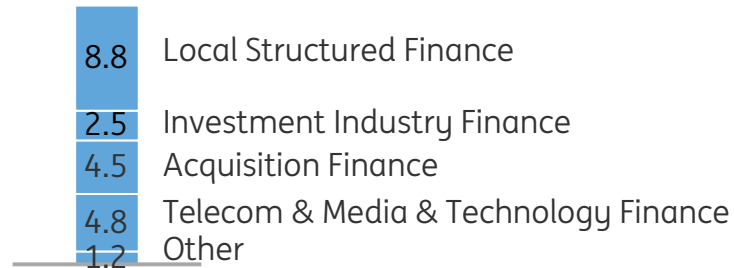 8.8 Local Structured Finance
2.5 Investment Industry Finance
4.5 Acquisition Finance
4.8 Telecom & Media & Technology Finance
1.2 Other